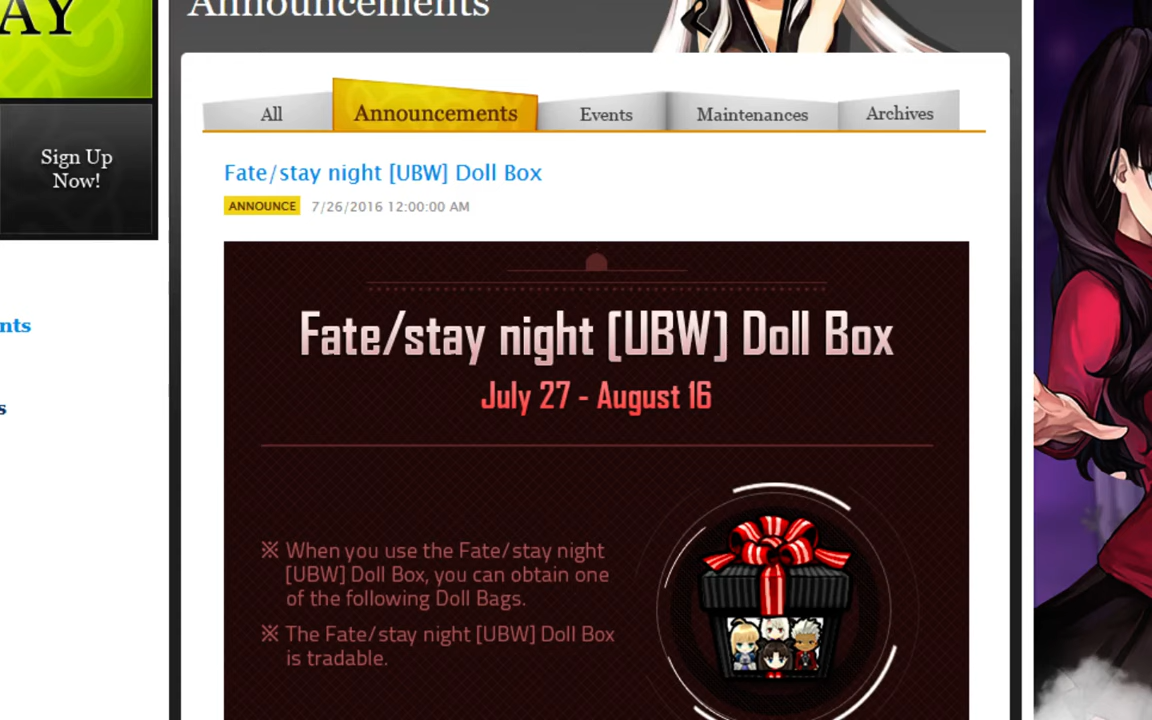 Announcements
AY
All
Announcements
Events
Maintenances
Archives
Sign Up
Now!
Fate/stay night [UBW] Doll Box
ANNOUNCE 7/26/2016 12:00:00 AM
Fate/stay night [UBW] Doll Box
July 27 - August 16
nts
s
※ When you use the Fate/stay night
[UBW] Doll Box, you can obtain one
of the following Doll Bags.
※ The Fate/stay night [UBW] Doll Box
is tradable.